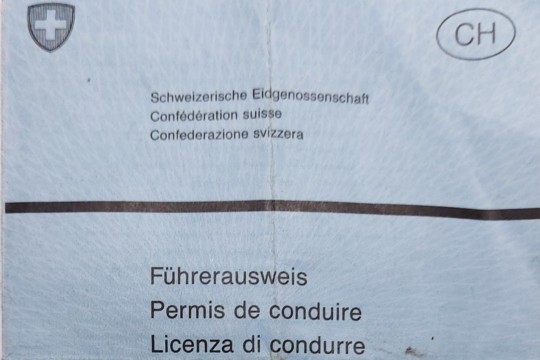 CH
Schweizerische Eidgenossenschaft
Confédération suisse
Confederazione svizzera
Führerausweis
Permis de conduire
Licenza di condurre